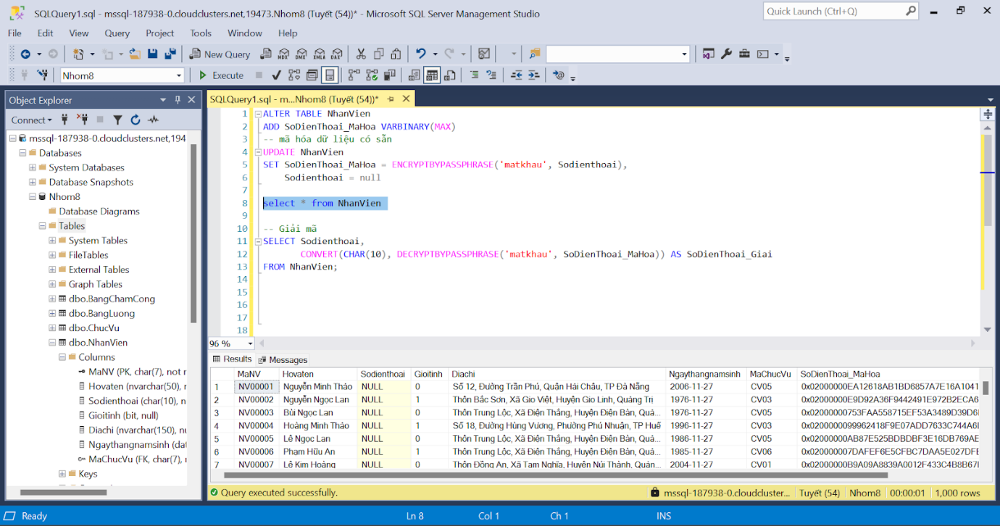 SQLQuery1.sql - mssql-187938-0.cloudclusters.net,19473.Nhom8 (Tuyết (54))* - Microsoft SQL Server Management Studio
Quick Launch (Ctrl+Q)
File Edit View Query Project Tools Window Help
New Query
MDX DMX XMLA DAX
Nhom8
Execute
Object Explorer
SQLQuery1.sql - m...Nhom8 (Tuyết (54))*
Connect
mssql-187938-0.cloudclusters.net,194
Databases
System Databases
Database Snapshots
Nhom8
Database Diagrams
Tables
System Tables
FileTables
External Tables
Graph Tables
dbo.BangChamCong
dbo.BangLuong
dbo.ChucVu
dbo.NhanVien
Columns
MaNV (PK, char(7), not r
Hovaten (nvarchar(50), r
Sodienthoai (char(10), n
Gioitinh (bit, null)
Diachi (nvarchar(150), nu
Ngaythangnamsinh (dat
MaChucVu (FK, char(7), r
Keys
1 ALTER TABLE NhanVien
2 ADD SoDienThoai_MaHoa VARBINARY(MAX)
3 -- mã hóa dữ liệu có sẵn
4 UPDATE NhanVien
5 SET SoDienThoai_MaHoa = ENCRYPTBYPASSPHRASE('matkhau', Sodienthoai),
6 Sodienthoai = null
7
8 select * from NhanVien
9
10 -- Giải mã
11 SELECT Sodienthoai,
12 CONVERT(CHAR(10), DECRYPTBYPASSPHRASE('matkhau', SoDienThoai_MaHoa)) AS SoDienThoai_Giai
13 FROM NhanVien;
14
15
16
17
18
96 %
Results Messages
MaNV Hovaten Sodienthoai Gioitinh Diachi Ngaythangnamsinh MaChucVu SoDienThoai_MaHoa
1 NV00001 Nguyễn Minh Thảo NULL 0 Số 12, Đường Trần Phú, Quận Hải Châu, TP Đà Nẵng 2006-11-27 CV05 0x02000000EA12618AB1BD6857A7E16A1041
2 NV00002 Nguyễn Ngọc Lan NULL 1 Thôn Bắc Sơn, Xã Gio Việt, Huyện Gio Linh, Quảng Trị 1976-11-27 CV03 0x02000000E9D92A36F9442491E972B2ECA6
3 NV00003 Bùi Ngọc Lan NULL 0 Thôn Trung Lộc, Xã Điện Thắng, Huyện Điện Bàn, Quả... 1976-11-27 CV05 0x02000000753FAA558715EF53A3489D39D6
4 NV00004 Hoàng Minh Thảo NULL 1 Số 18, Đường Hùng Vương, Phường Phú Nhuận, TP Huế 1996-11-27 CV03 0x0200000099962418F9E07ADD7633C744A6
5 NV00005 Lê Ngọc Lan NULL 0 Thôn Trung Lộc, Xã Điện Thắng, Huyện Điện Bàn, Quả... 1986-11-27 CV05 0x02000000AB87E525BDBDBF3E16DB769AE
6 NV00006 Phạm Hữu An NULL 1 Thôn Trung Lộc, Xã Điện Thắng, Huyện Điện Bàn, Quả... 1985-11-27 CV06 0x020000007DAFEF6E5CFBC7DAA5E027DFE
7 NV00007 Lê Kim Hoàng NULL 0 Thôn Đồng An, Xã Tam Nghĩa, Huyện Núi Thành, Quản... 2004-11-27 CV01 0x02000000B9A09A8839A0012F433C4B8B67
Query executed successfully.
mssql-187938-0.cloudcluster... Tuyết (54) Nhom8 00:00:01 1,000 rows
Ready Ln 8 Col 1 Ch 1 INS